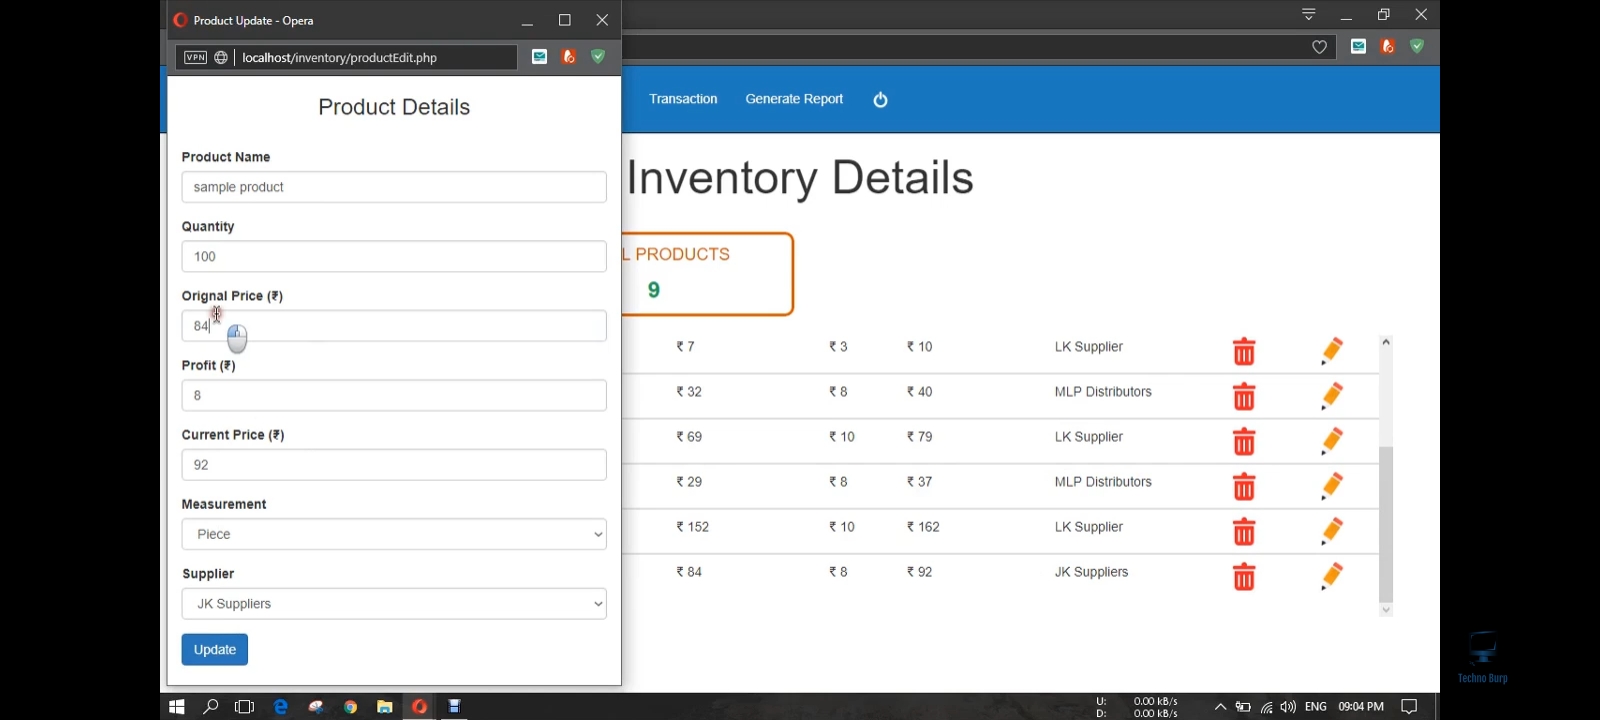 Product Update - Opera
VPN localhost/inventory/productEdit.php
Product Details
Product Name
sample product
Quantity
100
Orignal Price (₹)
84
Profit (₹)
8
Current Price (₹)
92
Measurement
Piece
Supplier
JK Suppliers
Update
Transaction Generate Report
Inventory Details
L PRODUCTS
9
₹ 7 ₹ 3 ₹ 10 LK Supplier
₹ 32 ₹ 8 ₹ 40 MLP Distributors
₹ 69 ₹ 10 ₹ 79 LK Supplier
₹ 29 ₹ 8 ₹ 37 MLP Distributors
₹ 152 ₹ 10 ₹ 162 LK Supplier
₹ 84 ₹ 8 ₹ 92 JK Suppliers
Techno Burp
U: 0.00 kB/s
D: 0.00 kB/s
ENG 09:04 PM